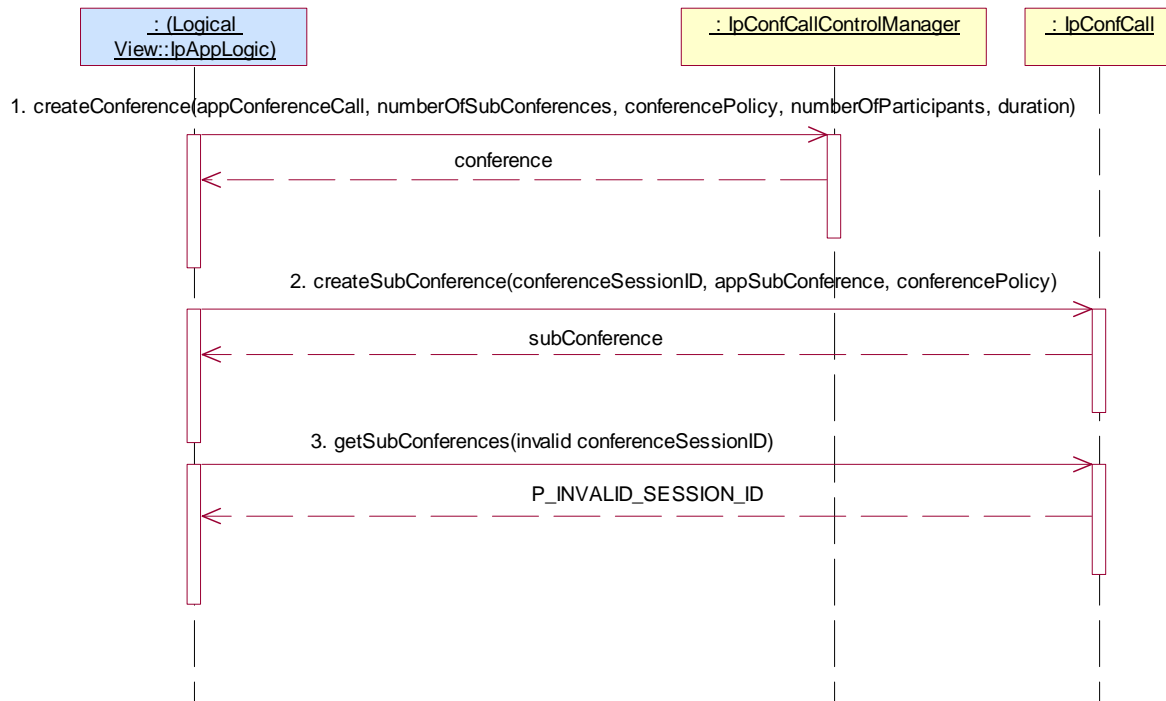 : (Logical
View::IpAppLogic)
: IpConfCallControlManager
: IpConfCall
1. createConference(appConferenceCall, numberOfSubConferences, conferencePolicy, numberOfParticipants, duration)
conference
2. createSubConference(conferenceSessionID, appSubConference, conferencePolicy)
subConference
3. getSubConferences(invalid conferenceSessionID)
P_INVALID_SESSION_ID